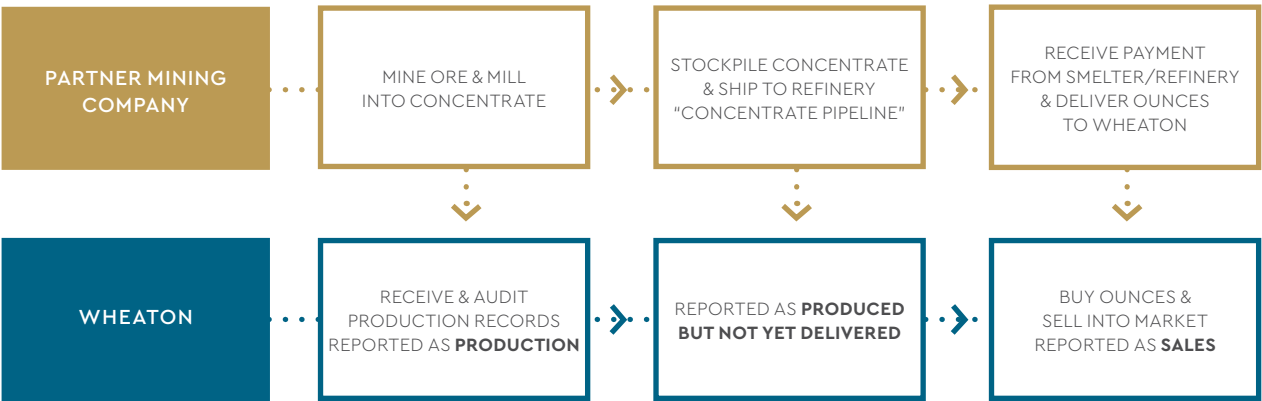 PARTNER MINING
COMPANY
MINE ORE & MILL
INTO CONCENTRATE
STOCKPILE CONCENTRATE
& SHIP TO REFINERY
“CONCENTRATE PIPELINE”
RECEIVE PAYMENT
FROM SMELTER/REFINERY
& DELIVER OUNCES
TO WHEATON
WHEATON
RECEIVE & AUDIT
PRODUCTION RECORDS
REPORTED AS PRODUCTION
REPORTED AS PRODUCED
BUT NOT YET DELIVERED
BUY OUNCES &
SELL INTO MARKET
REPORTED AS SALES